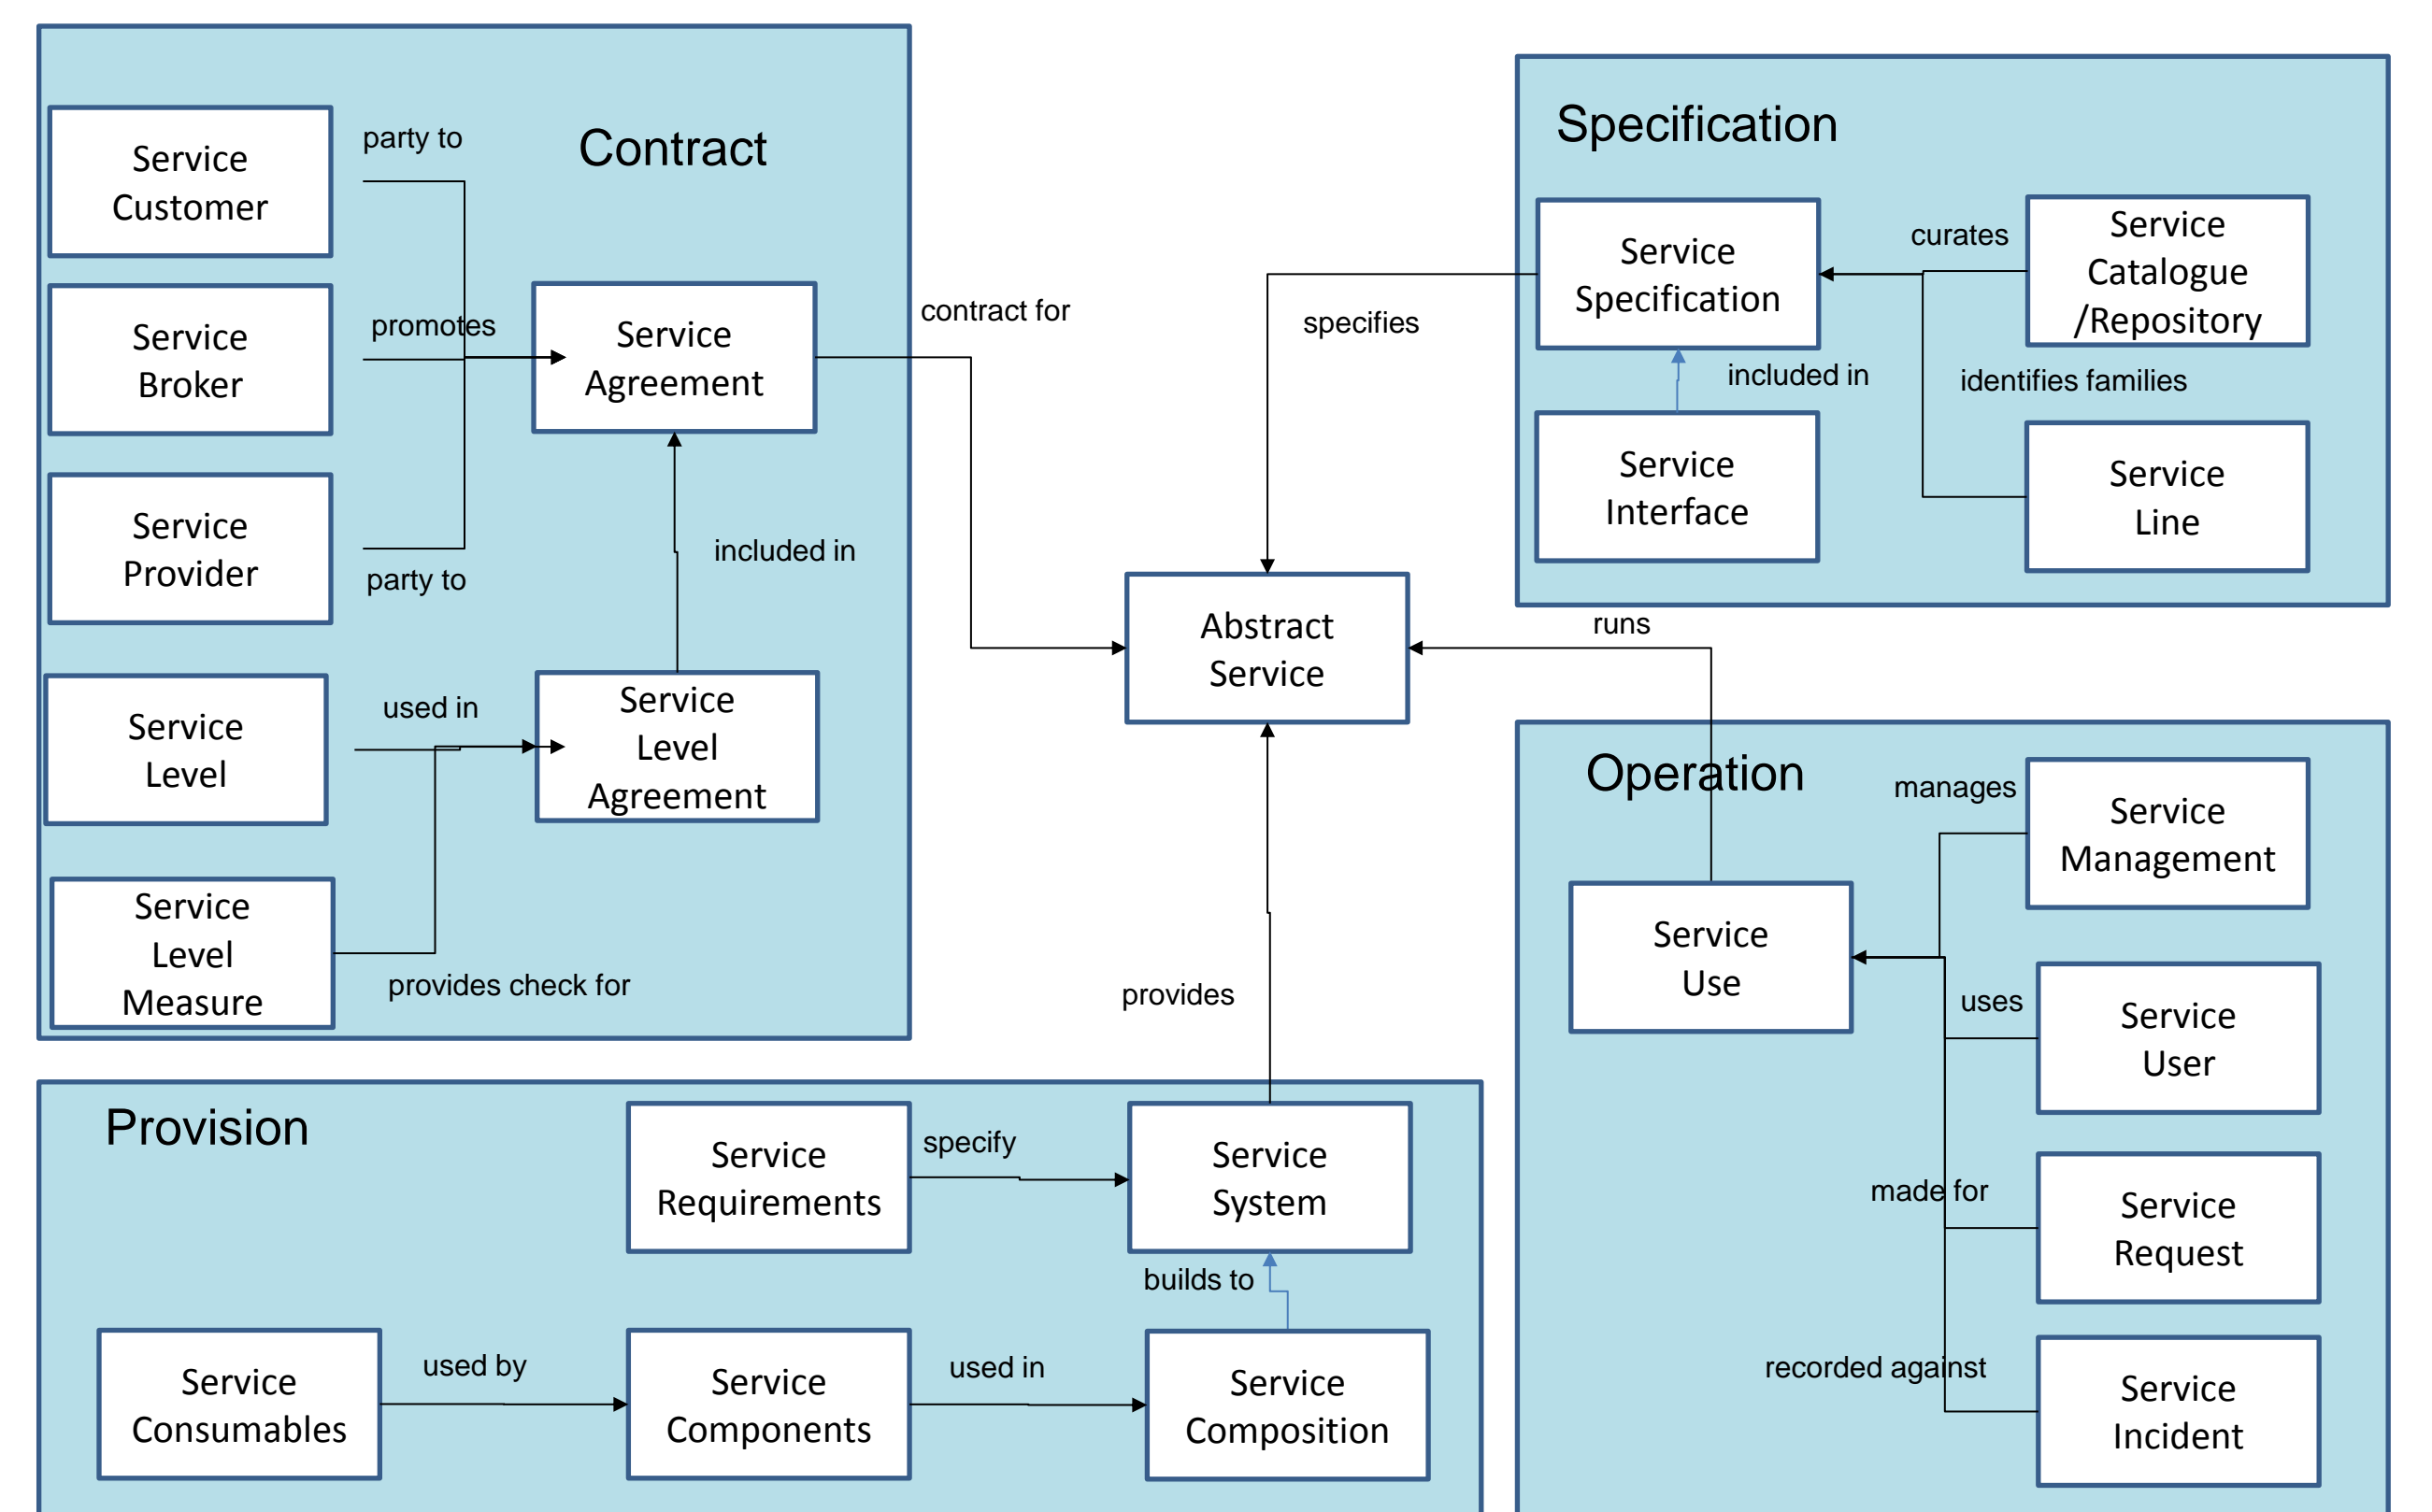 Contract
Service
Customer
party to
Service
Broker
promotes
Service
Agreement
contract for
Service
Provider
party to
included in
Service
Level
used in
Service
Level
Agreement
Service
Level
Measure
provides check for
Specification
Service
Specification
curates
Service
Catalogue
/Repository
specifies
included in
identifies families
Service
Interface
Service
Line
Abstract
Service
runs
provides
Operation
manages
Service
Management
Service
Use
uses
Service
User
made for
Service
Request
recorded against
Service
Incident
Provision
Service
Requirements
specify
Service
System
builds to
Service
Consumables
used by
Service
Components
used in
Service
Composition